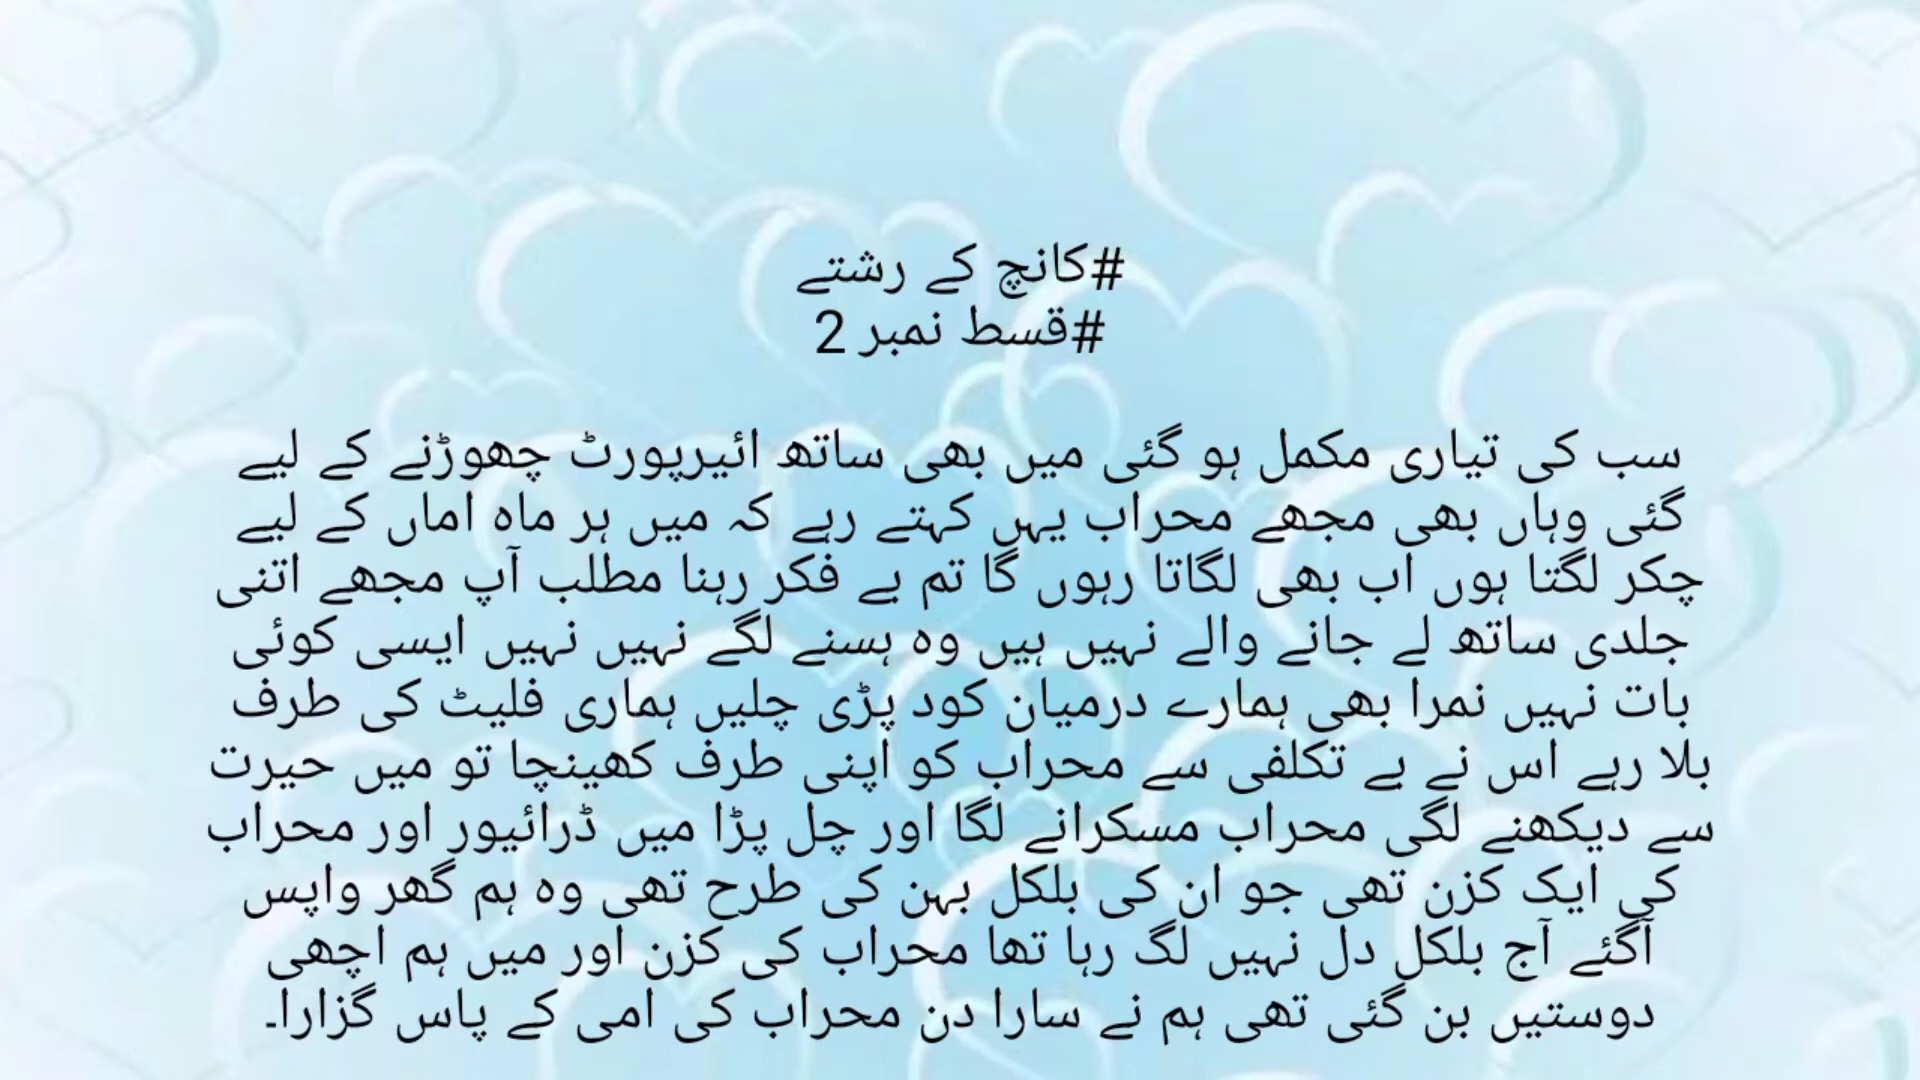 #کانچ کے رشتے
#قسط نمبر 2
سب کی تیاری مکمل ہو گئی میں بھی ساتھ ائیرپورٹ چھوڑنے کے لیے
گئی وہاں بھی مجھے محراب یہں کہتے رہے کہ میں ہر ماہ اماں کے لیے
چکر لگتا ہوں اب بھی لگاتا رہوں گا تم بے فکر رہنا مطلب آپ مجھے اتنی
جلدی ساتھ لے جانے والے نہیں ہیں وہ ہسنے لگے نہیں نہیں ایسی کوئی
بات نہیں نمرا بھی ہمارے درمیان کود پڑی چلیں ہماری فلیٹ کی طرف
بلا رہے اس نے بے تکلفی سے محراب کو اپنی طرف کھینچا تو میں حیرت
سے دیکھنے لگی محراب مسکرانے لگا اور چل پڑا میں ڈرائیور اور محراب
کی ایک کزن تھی جو ان کی بلکل بہن کی طرح تھی وہ ہم گھر واپس
آگئے آج بلکل دل نہیں لگ رہا تھا محراب کی کزن اور میں ہم اچھی
دوستیں بن گئی تھی ہم نے سارا دن محراب کی امی کے پاس گزارا۔